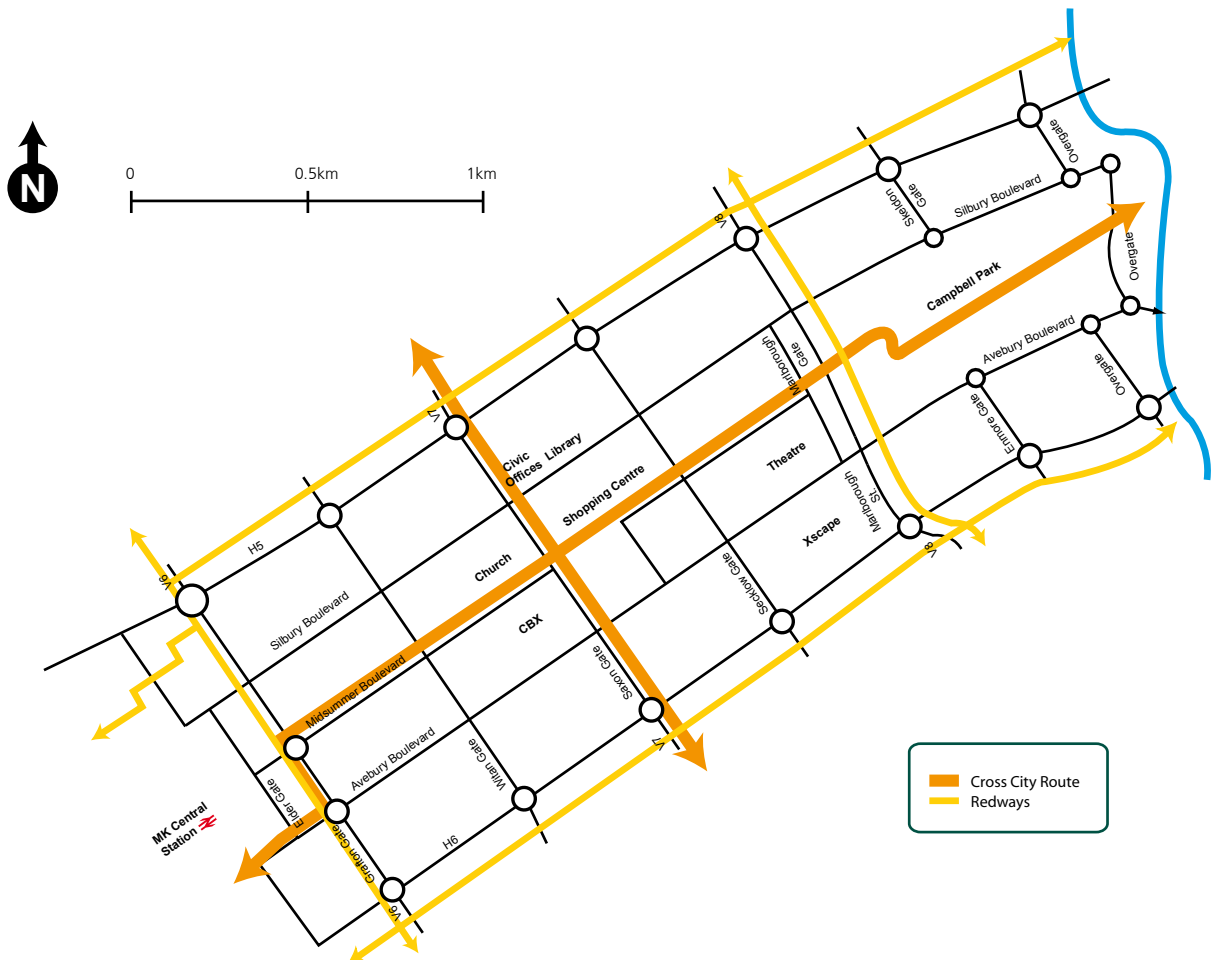 N
0
0.5km
1km
Overgate
Skeldon
Gate
Silbury Boulevard
Overgate
V8
Campbell Park
Marlborough
Gate
Avebury Boulevard
Overgate
V7
Civic
Offices
Library
Shopping Centre
Theatre
Enmore Gate
H5
V6
Church
Xscape
Marlborough
St.
V8
Silbury Boulevard
CBX
Secklow Gate
Midsummer Boulevard
Saxon Gate
V7
Avebury Boulevard
Witan Gate
Elder Gate
MK Central
Station
Grafton Gate
H6
V6
Cross City Route
Redways